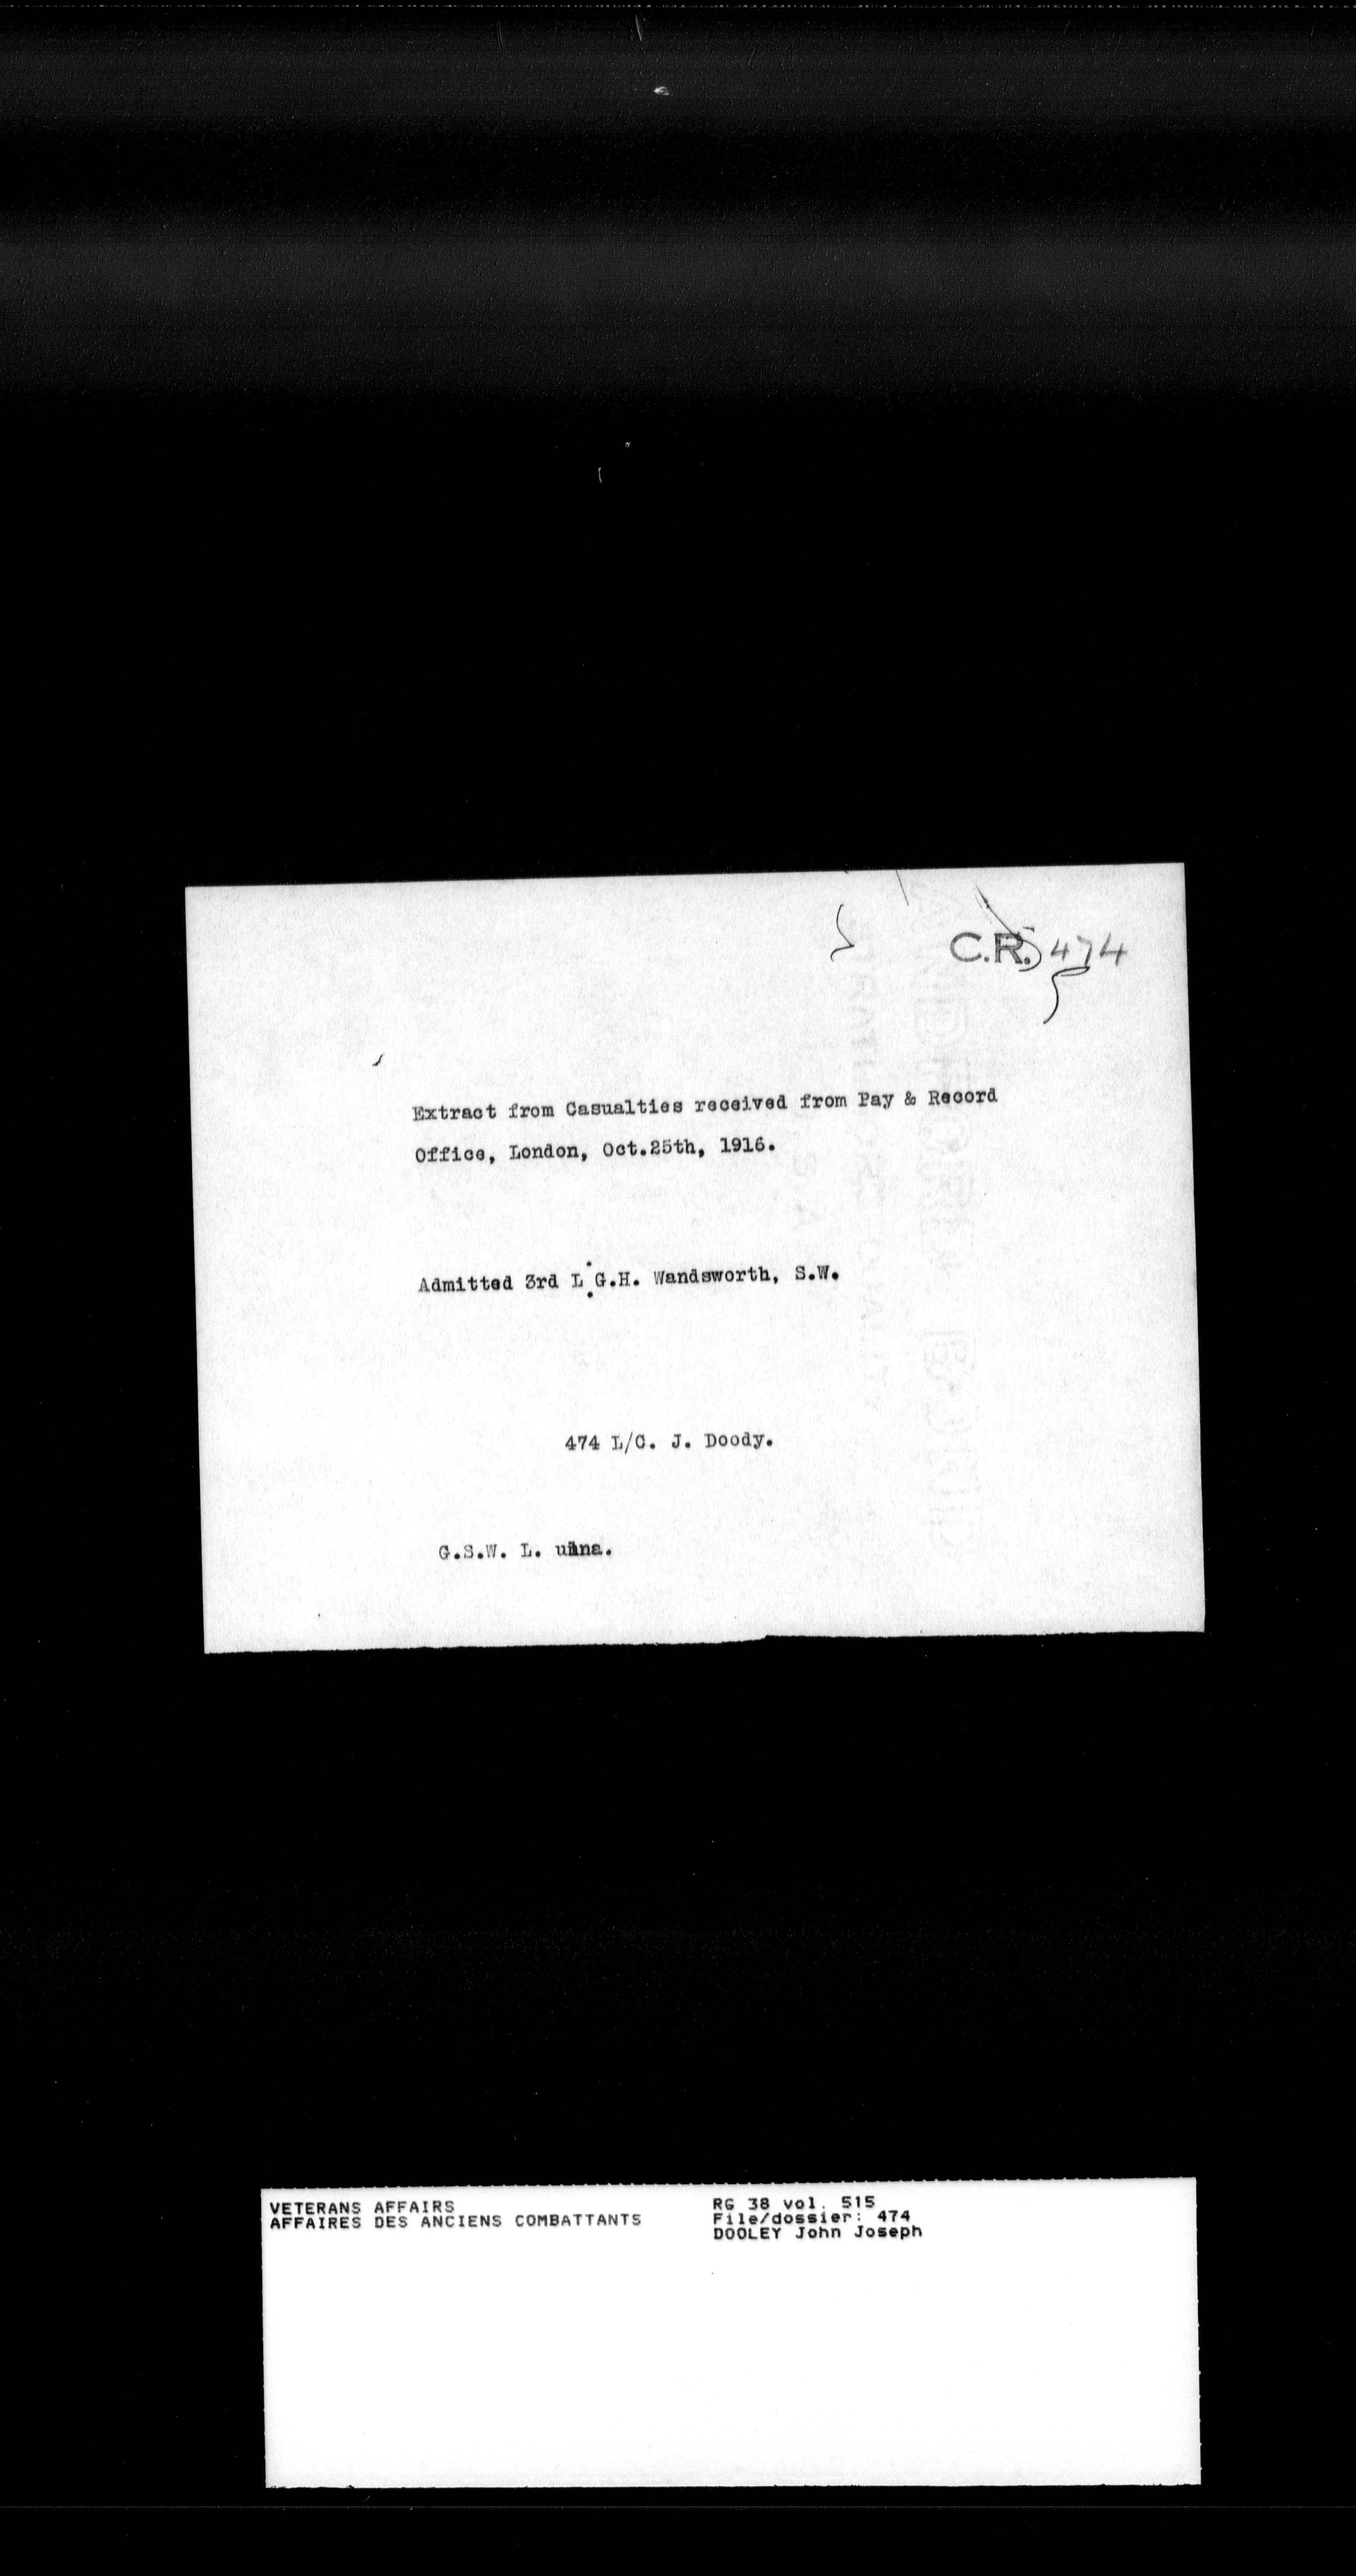 C.R. 474
Extract from Casualties received from Pay & Record
Office, London, Oct.25th, 1916.
Admitted 3rd L.G.H. Wandsworth, S.W.
474 L/C. J. Doody.
G.S.W. L.
VETERANS AFFAIRS
AFFAIRES DES ANCIENS COMBATTANTS
RG 38 vol. 515
File/dossier: 474
DOOLEY John Joseph